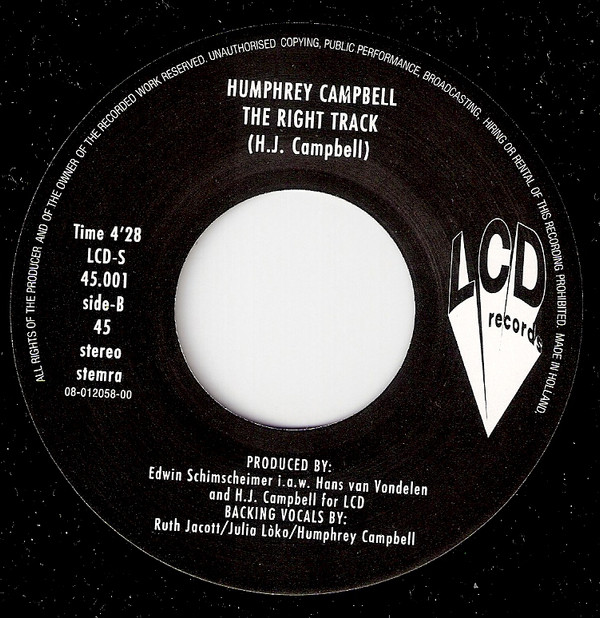 ALL RIGHTS OF THE PRODUCER AND OF THE OWNER OF THE RECORDED WORK RESERVED. UNAUTHORISED COPYING, PUBLIC PERFORMANCE, BROADCASTING, HIRING OR RENTAL OF THIS RECORDING PROHIBITED. MADE IN HOLLAND.
HUMPHREY CAMPBELL
THE RIGHT TRACK
(H.J. Campbell)
Time 4'28
LCD-S
45.001
side-B
45
stereo
stemra
08-012058-00
LCD
records
PRODUCED BY:
Edwin Schimscheimer i.a.w. Hans van Vondelen
and H.J. Campbell for LCD
BACKING VOCALS BY:
Ruth Jacott/Julia Lòko/Humphrey Campbell